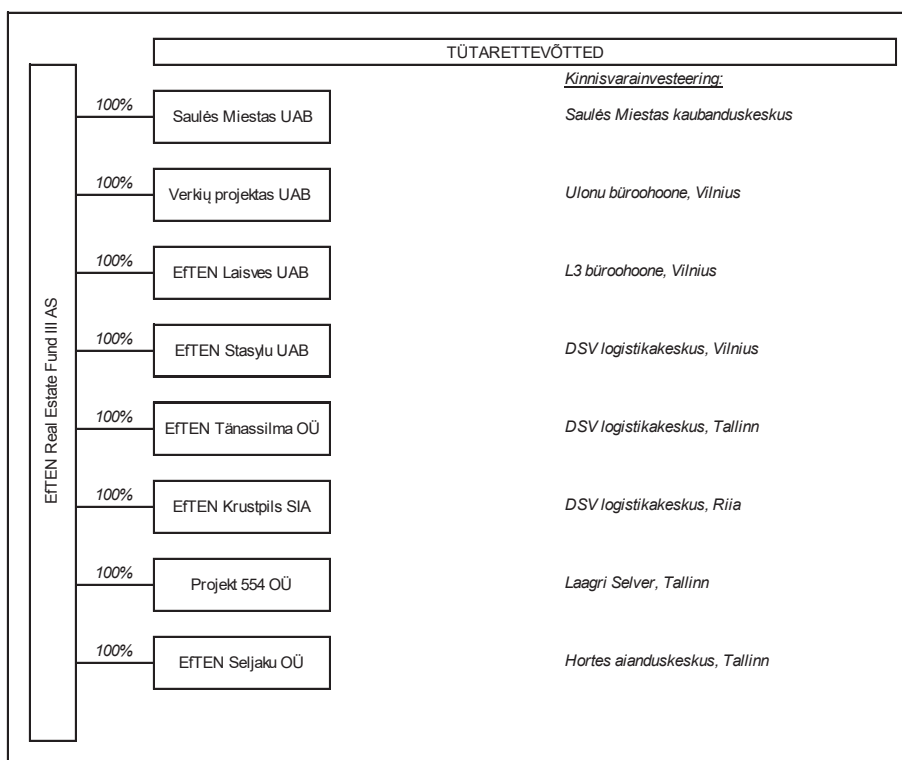 TÜTARETTEVÕTTED
EfTEN Real Estate Fund III AS
Kinnisvarainvesteering:
100%
Saulės Miestas UAB
Saulės Miestas kaubanduskeskus
100%
Verkių projektas UAB
Ulonu bürohoone, Vilnius
100%
EfTEN Laisves UAB
L3 bürohoone, Vilnius
100%
EfTEN Stasylu UAB
DSV logistikakeskus, Vilnius
100%
EfTEN Tänassilma OÜ
DSV logistikakeskus, Tallinn
100%
EfTEN Krustpils SIA
DSV logistikakeskus, Riia
100%
Projekt 554 OÜ
Laagri Selver, Tallinn
100%
EfTEN Seljaku OÜ
Hortes aianduskeskus, Tallinn